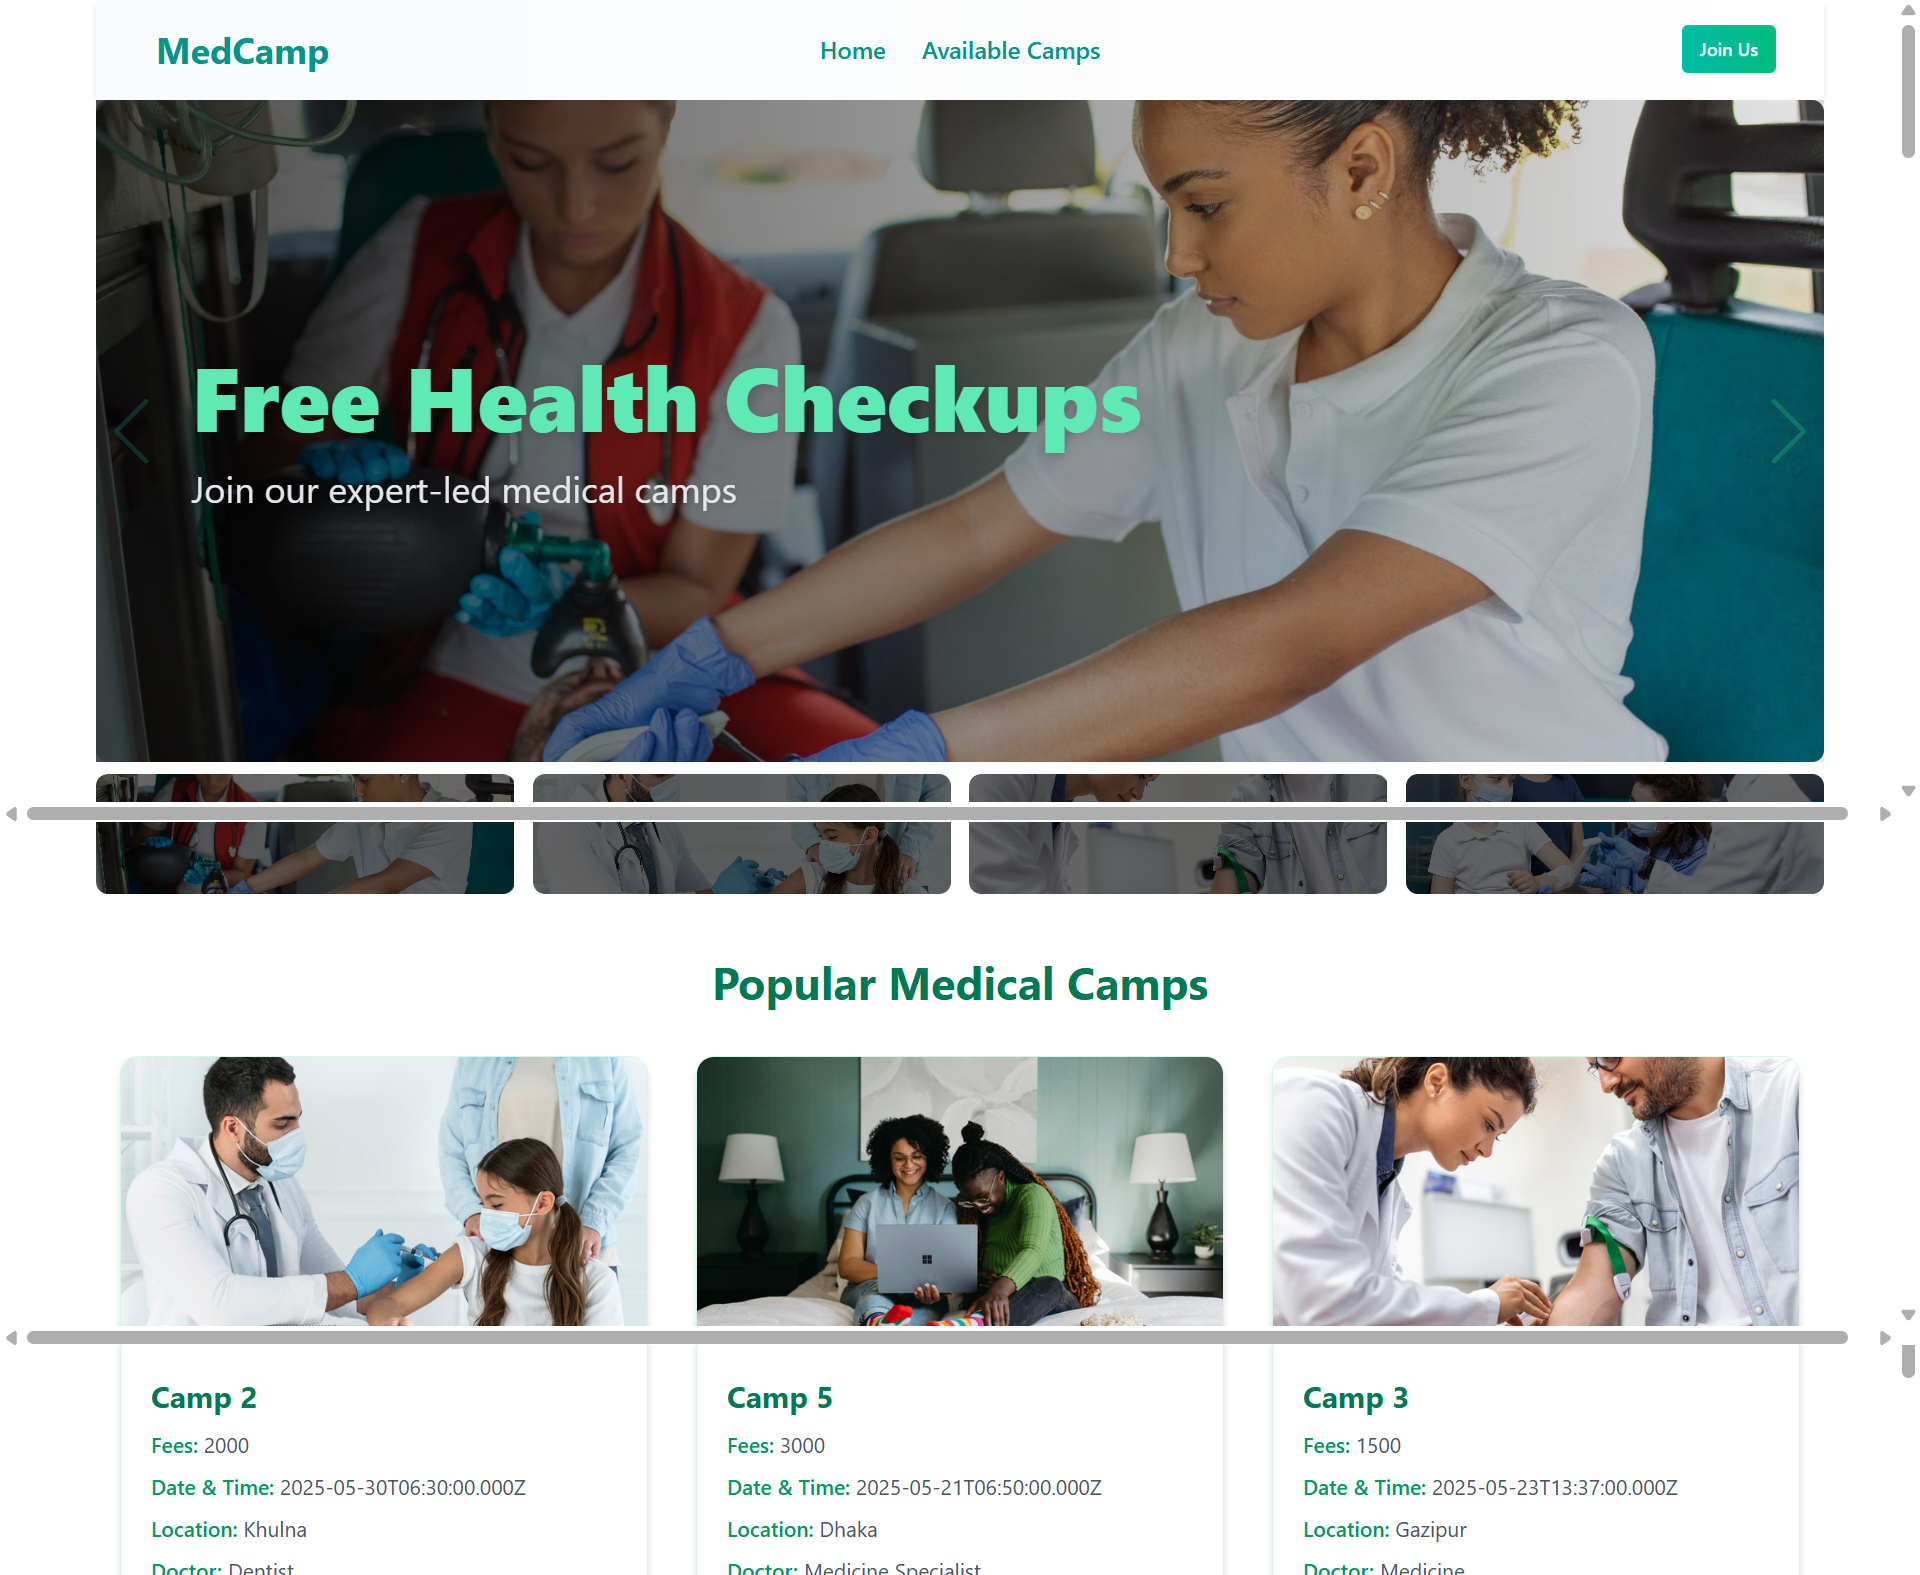 MedCamp
Home
Available Camps
Join Us
Free Health Checkups
Join our expert-led medical camps
Popular Medical Camps
Camp 2
Fees: 2000
Date & Time: 2025-05-30T06:30:00.000Z
Location: Khulna
Doctor: Dentist
Camp 5
Fees: 3000
Date & Time: 2025-05-21T06:50:00.000Z
Location: Dhaka
Doctor: Medicine Specialist
Camp 3
Fees: 1500
Date & Time: 2025-05-23T13:37:00.000Z
Location: Gazipur
Doctor: Medicine